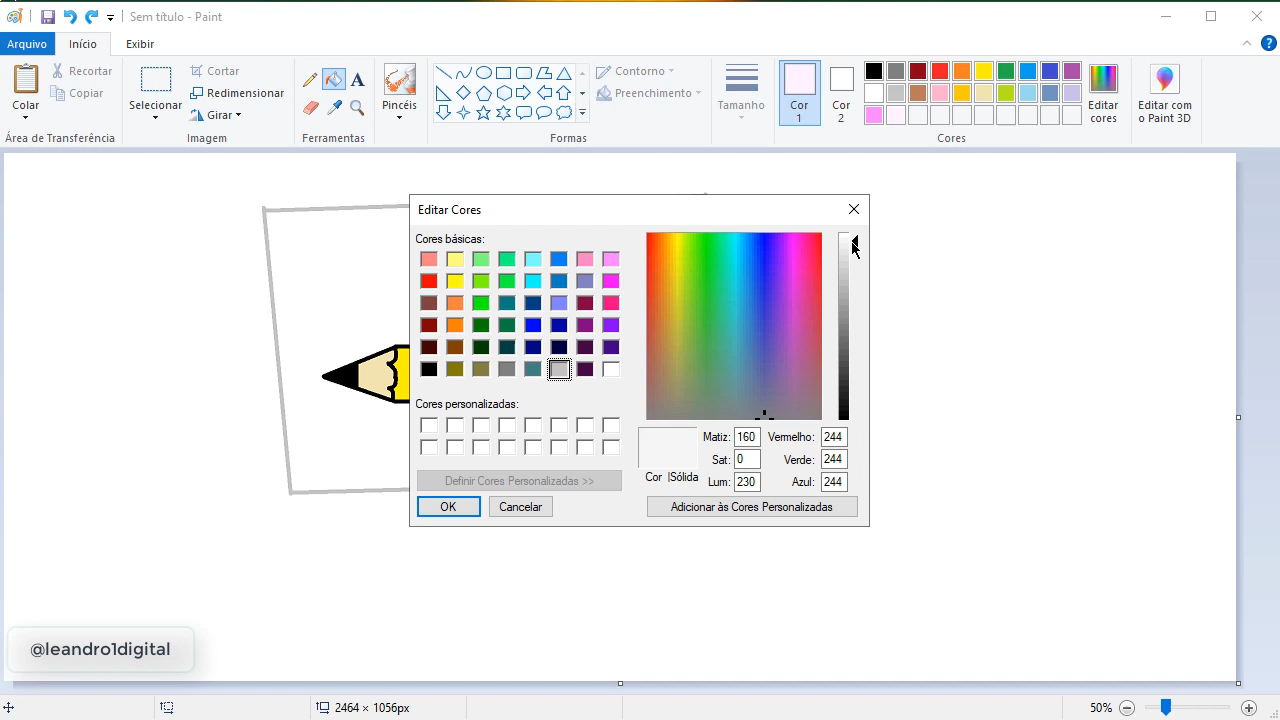 Sem título - Paint
Arquivo Início Exibir
Colar
Recortar
Copiar
Área de Transferência
Selecionar
Cortar
Redimensionar
Girar
Imagem
A
Ferramentas
Pincéis
Contorno
Preenchimento
Formas
Tamanho
Cor 1
Cor 2
Editar cores
Cores
Editar com o Paint 3D
Editar Cores
Cores básicas:
Cores personalizadas:
Definir Cores Personalizadas >>
OK Cancelar
Cor |Sólida
Matiz: 160 Vermelho: 244
Sat: 0 Verde: 244
Lum: 230 Azul: 244
Adicionar às Cores Personalizadas
@leandro1digital
2464 × 1056px
50%